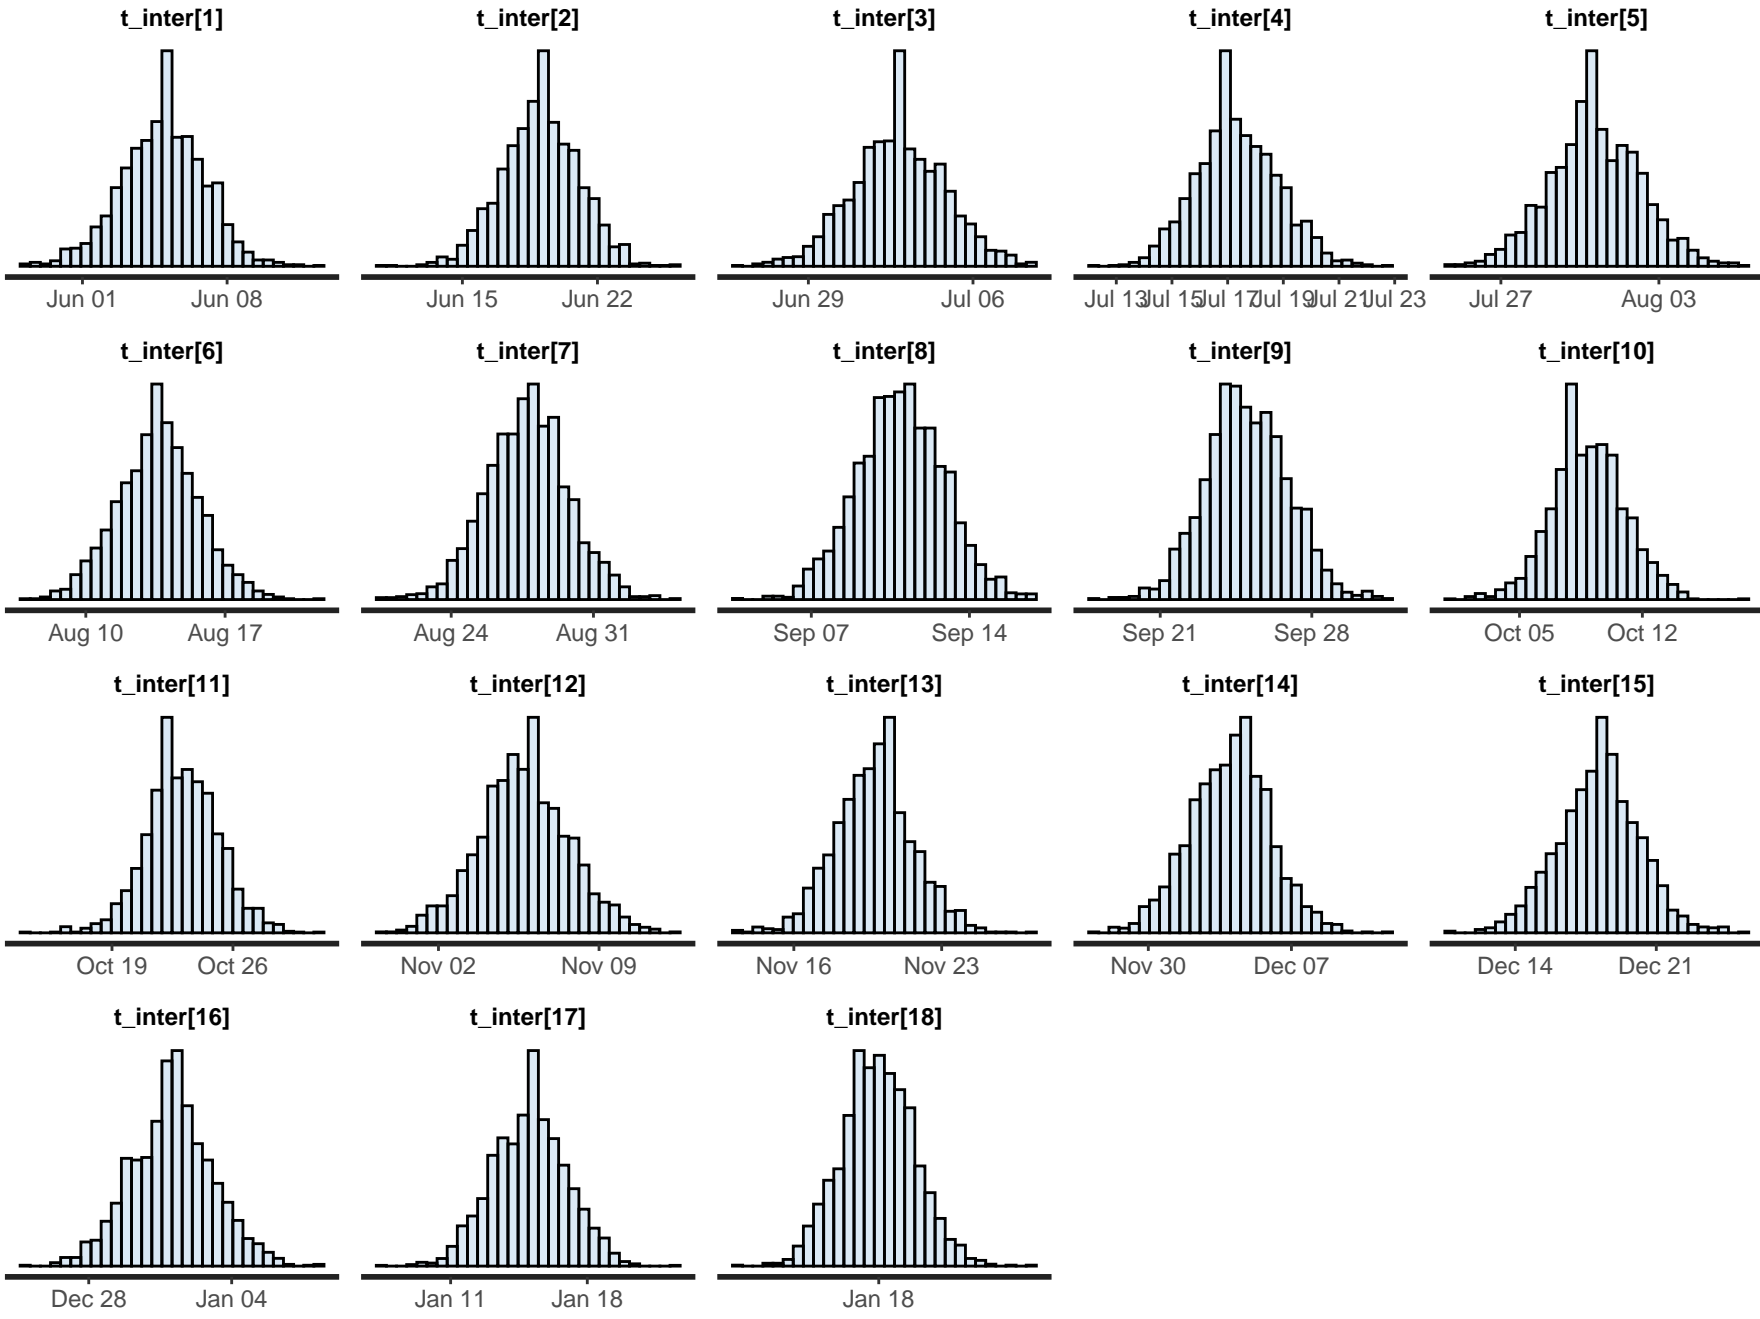 t_inter[1] t_inter[2] t_inter[3] t_inter[4] t_inter[5]
Jun 01 Jun 08 Jun 15 Jun 22 Jun 29 Jul 06 Jul 13 Jul 15 Jul 17 Jul 19 Jul 21 Jul 23 Jul 27 Aug 03
t_inter[6] t_inter[7] t_inter[8] t_inter[9] t_inter[10]
Aug 10 Aug 17 Aug 24 Aug 31 Sep 07 Sep 14 Sep 21 Sep 28 Oct 05 Oct 12
t_inter[11] t_inter[12] t_inter[13] t_inter[14] t_inter[15]
Oct 19 Oct 26 Nov 02 Nov 09 Nov 16 Nov 23 Nov 30 Dec 07 Dec 14 Dec 21
t_inter[16] t_inter[17] t_inter[18]
Dec 28 Jan 04 Jan 11 Jan 18 Jan 18